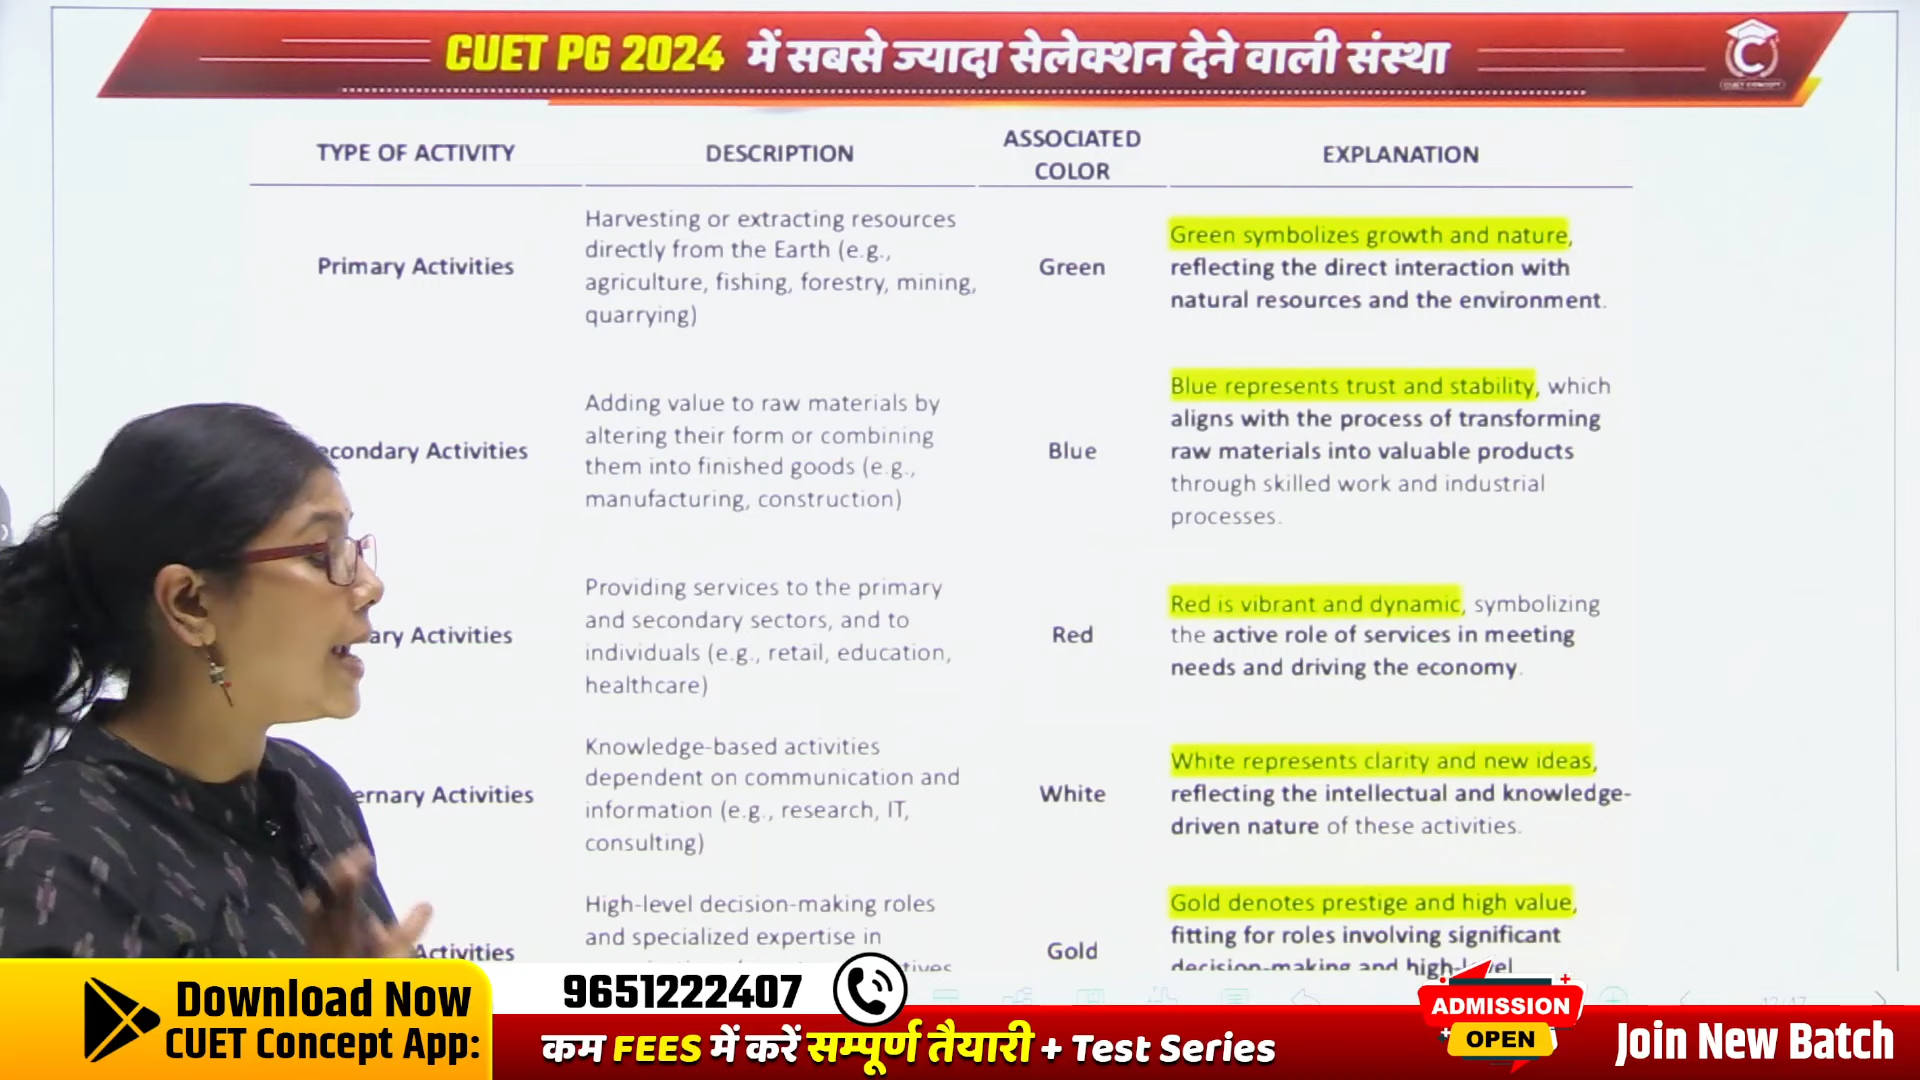 CUET PG 2024 में सबसे ज्यादा सेलेक्शन देने वाली संस्था
TYPE OF ACTIVITY
DESCRIPTION
ASSOCIATED
COLOR
EXPLANATION
Primary Activities
Harvesting or extracting resources
directly from the Earth (e.g.,
agriculture, fishing, forestry, mining,
quarrying)
Green
Green symbolizes growth and nature,
reflecting the direct interaction with
natural resources and the environment.
econdary Activities
Adding value to raw materials by
altering their form or combining
them into finished goods (e.g.,
manufacturing, construction)
Blue
Blue represents trust and stability, which
aligns with the process of transforming
raw materials into valuable products
through skilled work and industrial
processes.
ary Activities
Providing services to the primary
and secondary sectors, and to
individuals (e.g., retail, education,
healthcare)
Red
Red is vibrant and dynamic, symbolizing
the active role of services in meeting
needs and driving the economy.
ernary Activities
Knowledge-based activities
dependent on communication and
information (e.g., research, IT,
consulting)
White
White represents clarity and new ideas,
reflecting the intellectual and knowledge-
driven nature of these activities.
Activities
High-level decision-making roles
and specialized expertise in
Gold
Gold denotes prestige and high value,
fitting for roles involving significant
decision-making and high-level
Download Now
CUET Concept App:
9651222407
कम FEES में करें सम्पूर्ण तैयारी + Test Series
ADMISSION
OPEN
Join New Batch